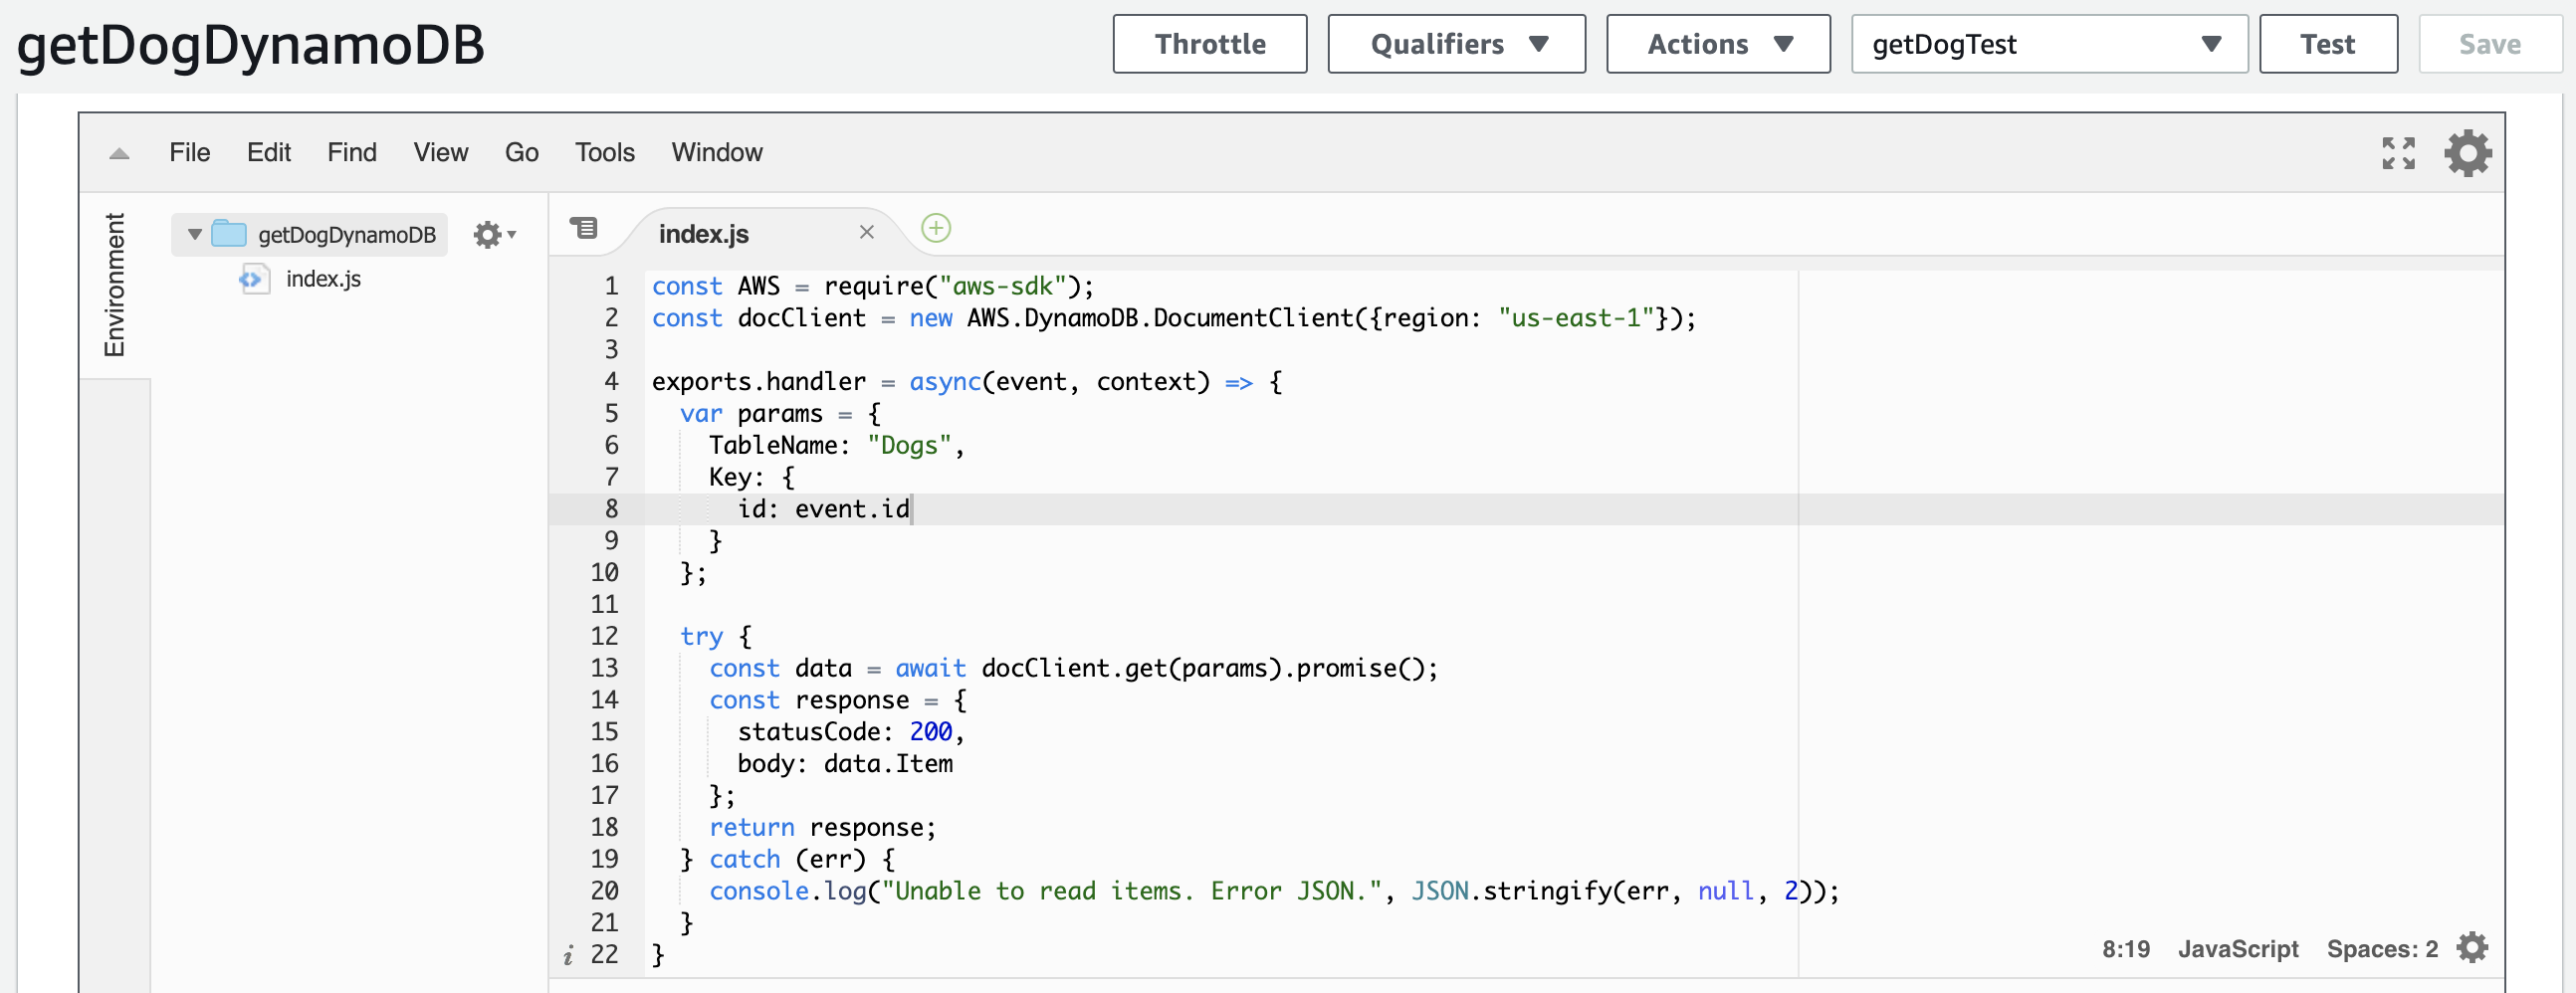 getDogDynamoDB
Throttle Qualifiers Actions getDogTest Test Save
File Edit Find View Go Tools Window
Environment
getDogDynamoDB
index.js
index.js
1 const AWS = require("aws-sdk");
2 const docClient = new AWS.DynamoDB.DocumentClient({region: "us-east-1"});
3
4 exports.handler = async(event, context) => {
5   var params = {
6     TableName: "Dogs",
7     Key: {
8       id: event.id
9     }
10   };
11
12   try {
13     const data = await docClient.get(params).promise();
14     const response = {
15       statusCode: 200,
16       body: data.Item
17     };
18     return response;
19   } catch (err) {
20     console.log("Unable to read items. Error JSON.", JSON.stringify(err, null, 2));
21   }
i 22 }
8:19 JavaScript Spaces: 2